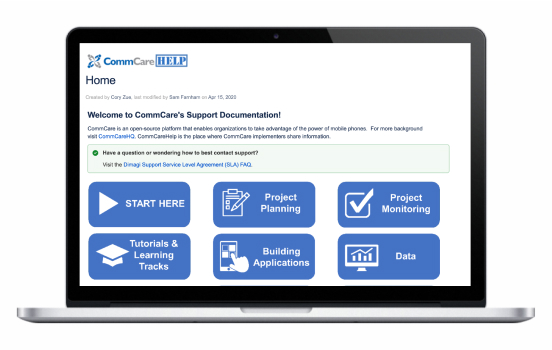 CommCare HELP
Home
Created by Cory Zue, last modified by Sam Farnham on Apr 15, 2020
Welcome to CommCare's Support Documentation!
CommCare is an open-source platform that enables organizations to take advantage of the power of mobile phones. For more background
visit CommCareHQ. CommCareHelp is the place where CommCare implementers share information.
Have a question or wondering how to best contact support?
Visit the Dimagi Support Service Level Agreement (SLA) FAQ.
START HERE
Project
Planning
Project
Monitoring
Tutorials &
Learning
Tracks
Building
Applications
Data